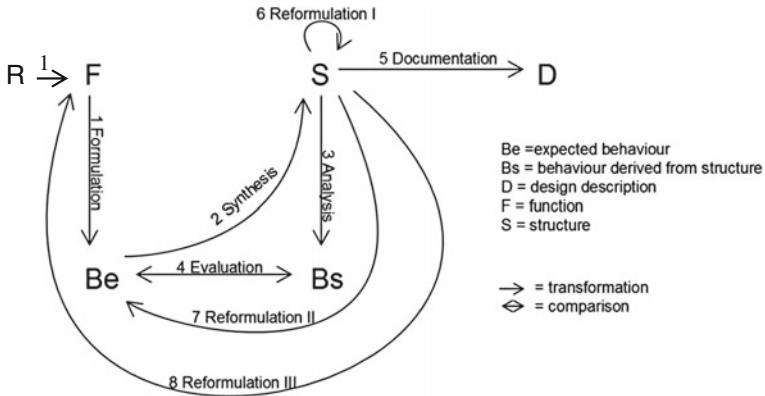 6 Reformulation I
5 Documentation
R 1 F S D
1 Formulation
2 Synthesis
3 Analysis
Be =expected behaviour
Bs = behaviour derived from structure
D = design description
F = function
S = structure
Be 4 Evaluation Bs
7 Reformulation II
8 Reformulation III
= transformation
= comparison